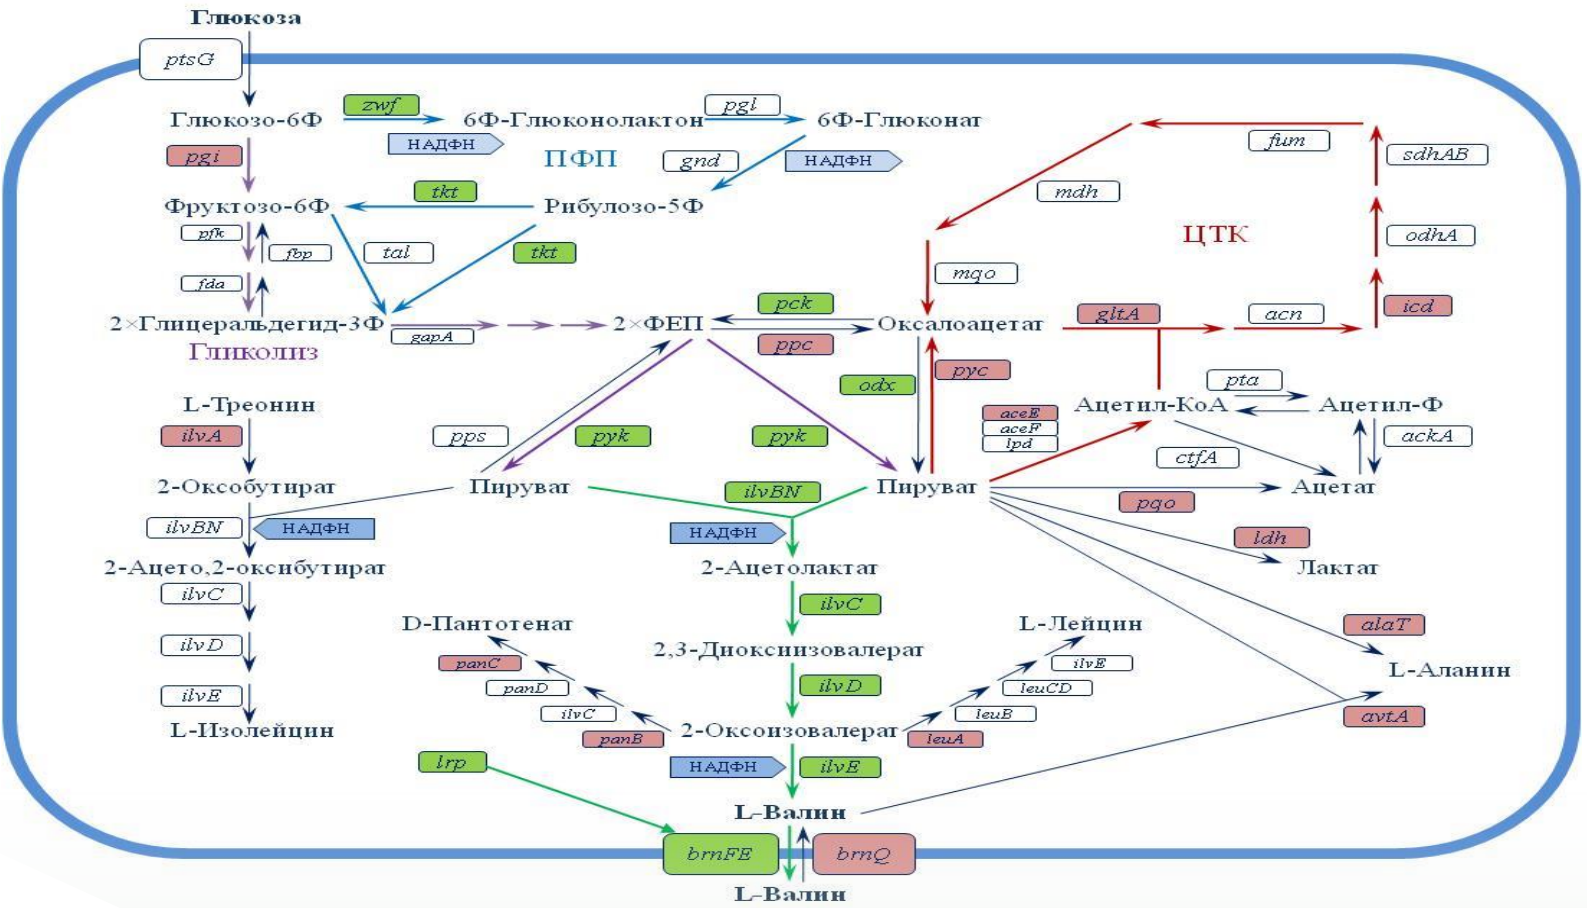 Глюкоза
ptsG
Глюкозо-6Ф
zwf
6Ф-Глюконолактон
pgl
6Ф-Глюконат
fum
sdhAB
НАДФН
ПФП
gnd
НАДФН
pgi
mdh
Фруктозо-6Ф
tkt
Рибулозо-5Ф
ЦТК
odhA
pfk
fbp
tal
tkt
mqo
fda
pck
gltA
acn
icd
2×Глицеральдегид-3Ф
gapA
2×ФЕП
ppc
Оксалоацетат
Гликолиз
odx
pyc
pta
L-Треонин
aceE
aceF
lpd
Ацетил-КоА
Ацетил-Ф
ilvA
pps
pyk
pyk
ctfA
ackA
2-Оксобутират
Пируват
ilvBN
Пируват
Ацетат
pqo
ilvBN
НАДФН
НАДФН
ldh
2-Ацето,2-оксибутират
2-Ацетолактат
Лактат
ilvC
ilvC
D-Пантотенат
L-Лейцин
alaT
ilvD
2,3-Диоксиизовалерат
panC
ilvE
L-Аланин
ilvE
panD
ilvD
leuCD
ilvC
leuB
avtA
L-Изолейцин
panB
2-Оксоизовалерат
leuA
lrp
НАДФН
ilvE
L-Валин
brnFE
brnQ
L-Валин